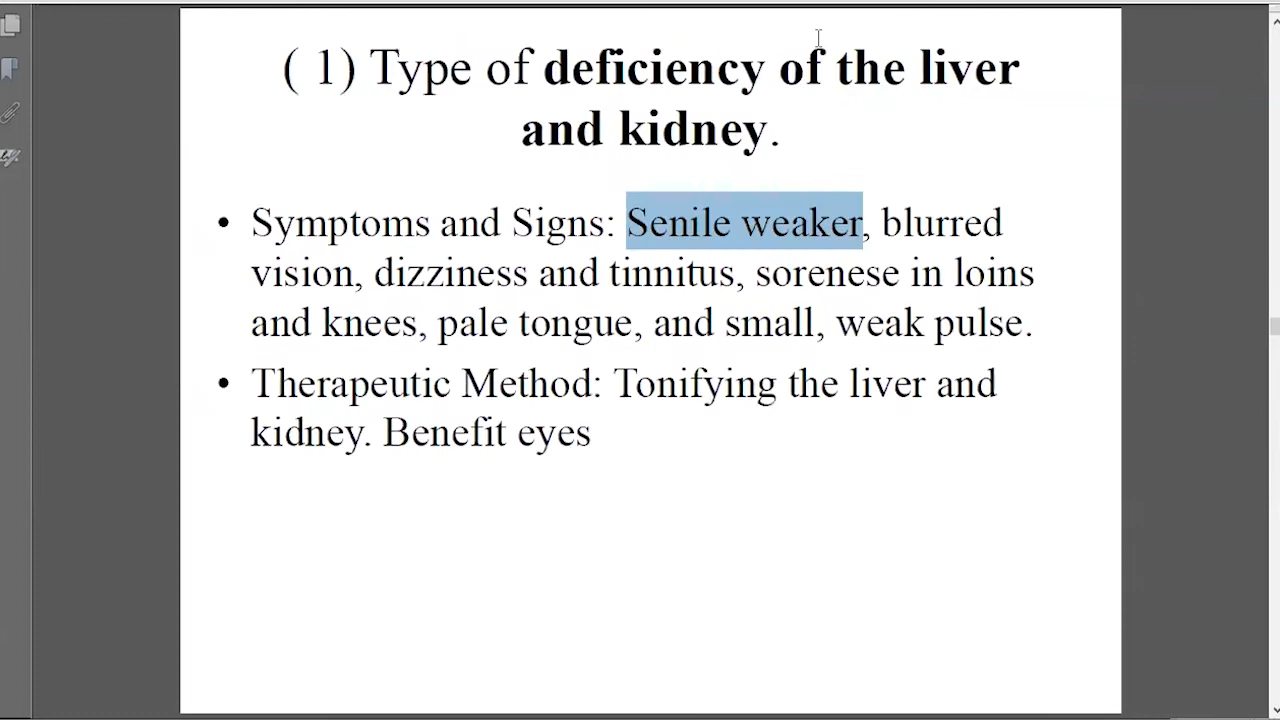 ( 1) Type of deficiency of the liver
and kidney.
• Symptoms and Signs: Senile weaker, blurred
vision, dizziness and tinnitus, sorenese in loins
and knees, pale tongue, and small, weak pulse.
• Therapeutic Method: Tonifying the liver and
kidney. Benefit eyes